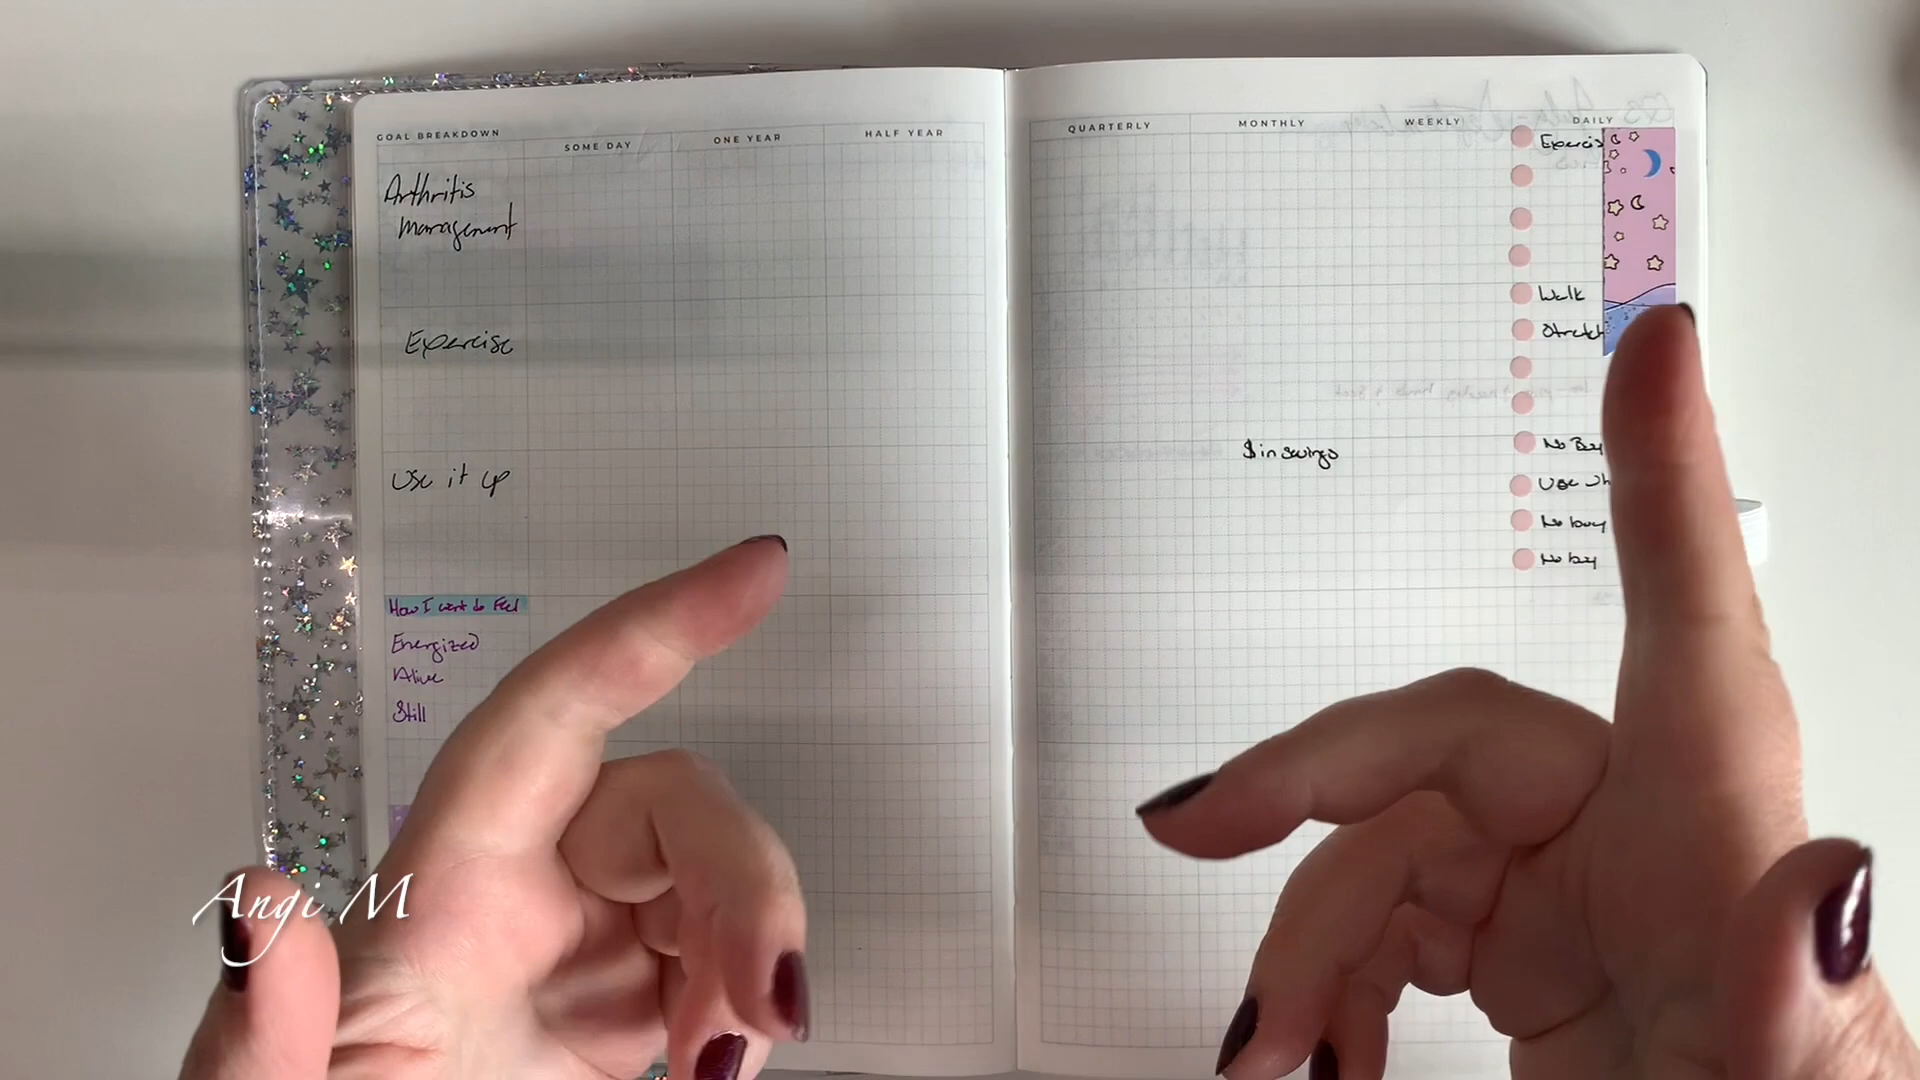 GOAL BREAKDOWN
SOME DAY
ONE YEAR
HALF YEAR
QUARTERLY
MONTHLY
WEEKLY
DAILY
Arthritis
Management
Exercise
Use it up
How I want to Feel
Energized
Alive
Still
$ in savings
Exercis
Walk
Stretch
No Buy
Use
No buy
No buy
Angi M